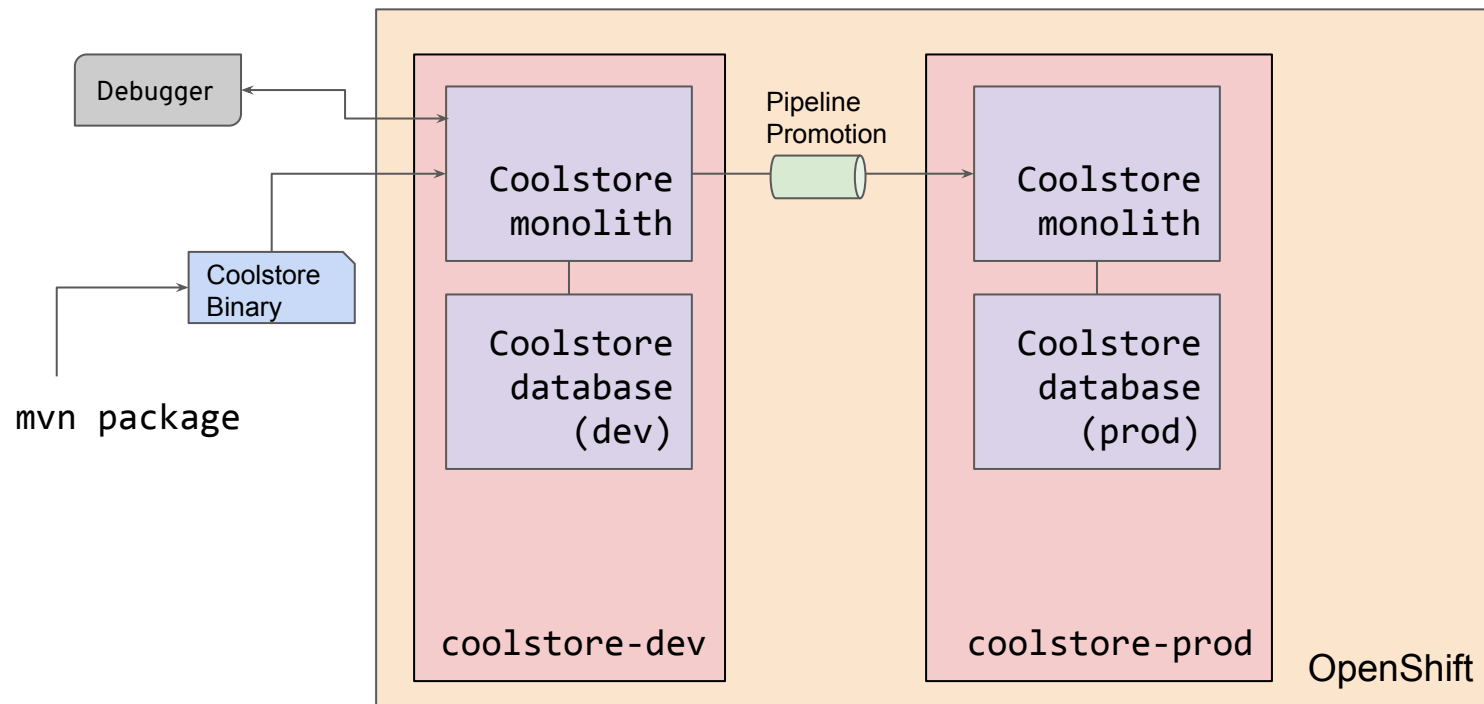 Debugger
Coolstore
Binary
mvn package
Coolstore
monolith
Coolstore
database
(dev)
coolstore-dev
Pipeline
Promotion
Coolstore
monolith
Coolstore
database
(prod)
coolstore-prod
OpenShift